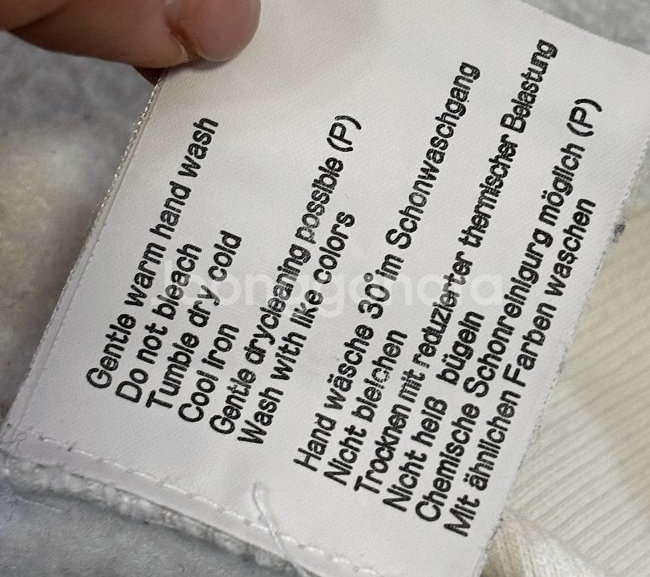 Gentle warm hand wash
Do not bleach
Tumble dry cold
Cool iron
Gentle drycleaning possible (P)
Wash with like colors
Hand wäsche 30° im Schonwaschgang
Nicht bleichen
Trocknen mit reduzierter thermischer Belastung
Nicht heiß bügeln
Chemische Schonreinigurg möglich (P)
Mit ähnlichen Farben waschen